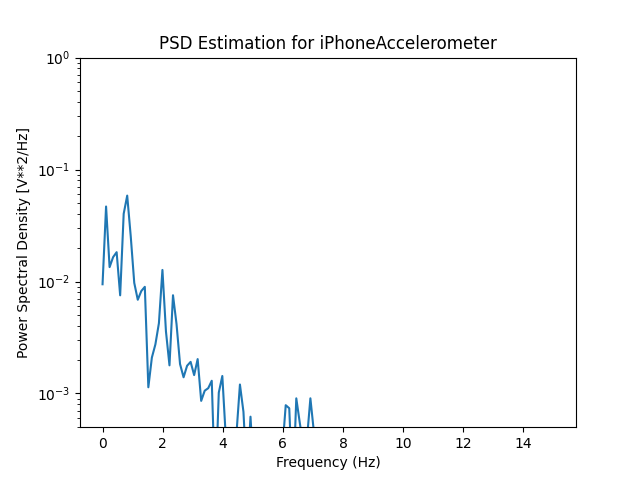 PSD Estimation for iPhoneAccelerometer
Power Spectral Density [V**2/Hz]
10^0
10^-1
10^-2
10^-3
0 2 4 6 8 10 12 14
Frequency (Hz)